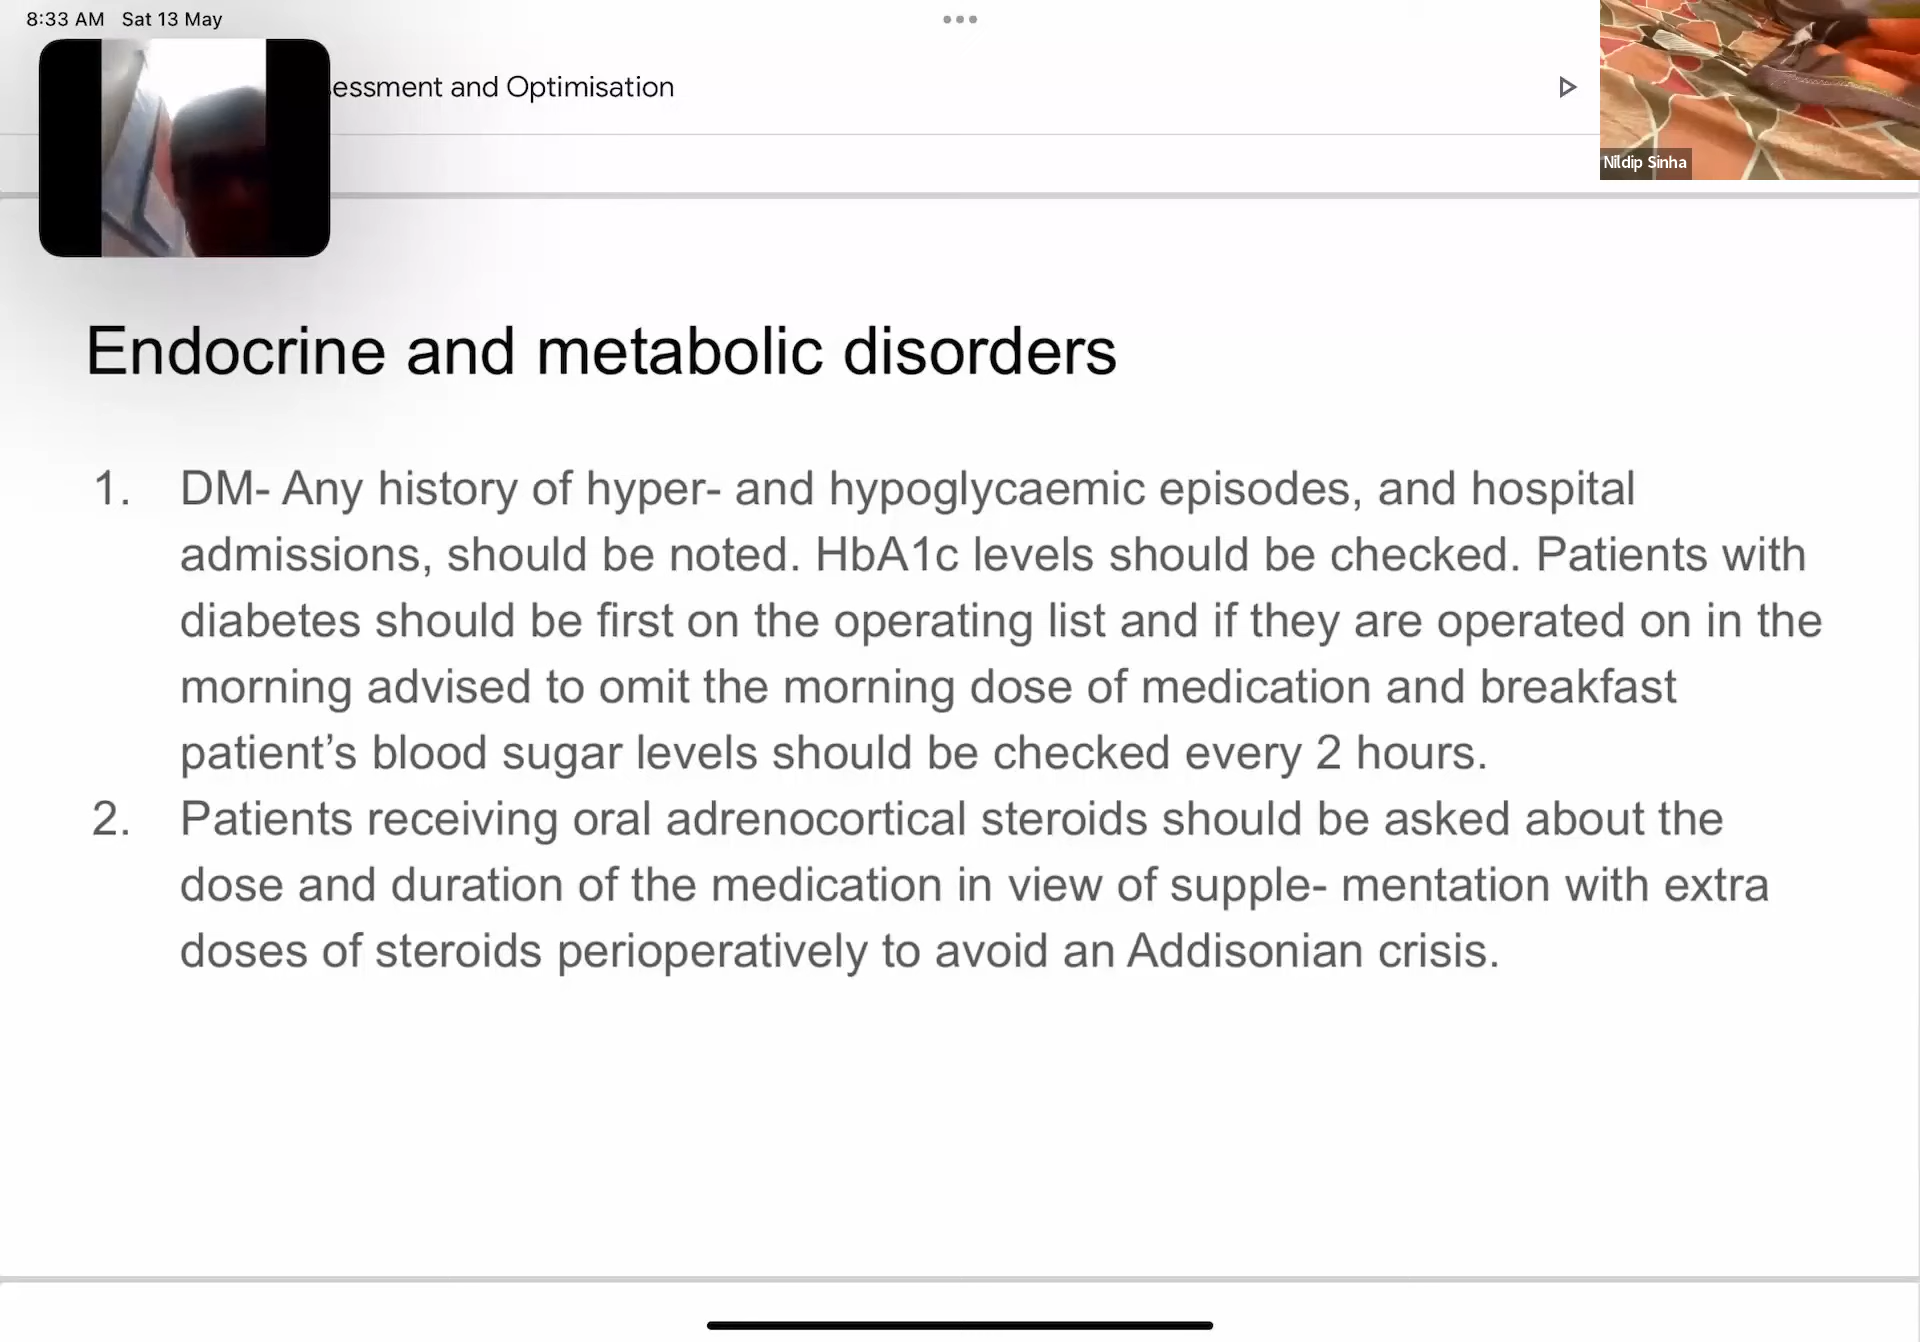 8:33 AM Sat 13 May
essment and Optimisation
Nildip Sinha
Endocrine and metabolic disorders
1. DM- Any history of hyper- and hypoglycaemic episodes, and hospital
admissions, should be noted. HbA1c levels should be checked. Patients with
diabetes should be first on the operating list and if they are operated on in the
morning advised to omit the morning dose of medication and breakfast
patient’s blood sugar levels should be checked every 2 hours.
2. Patients receiving oral adrenocortical steroids should be asked about the
dose and duration of the medication in view of supple- mentation with extra
doses of steroids perioperatively to avoid an Addisonian crisis.